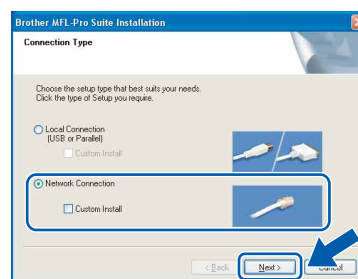 Brother MFL-Pro Suite Installation
Connection Type
Choose the setup type that best suits your needs.
Click the type of Setup you require.
Local Connection
(USB or Parallel)
Custom Install
Network Connection
Custom Install
< Back
Next >
Cancel